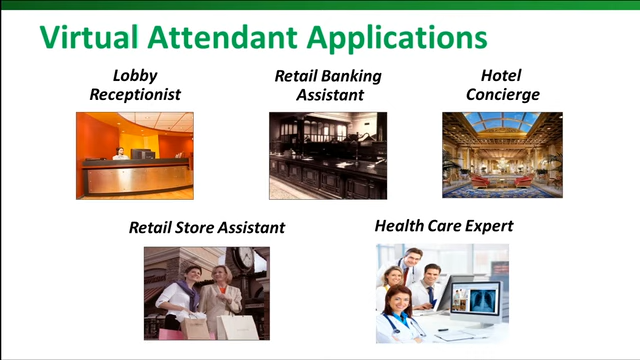 Virtual Attendant Applications
Lobby
Receptionist
Retail Banking
Assistant
Hotel
Concierge
Retail Store Assistant
Health Care Expert